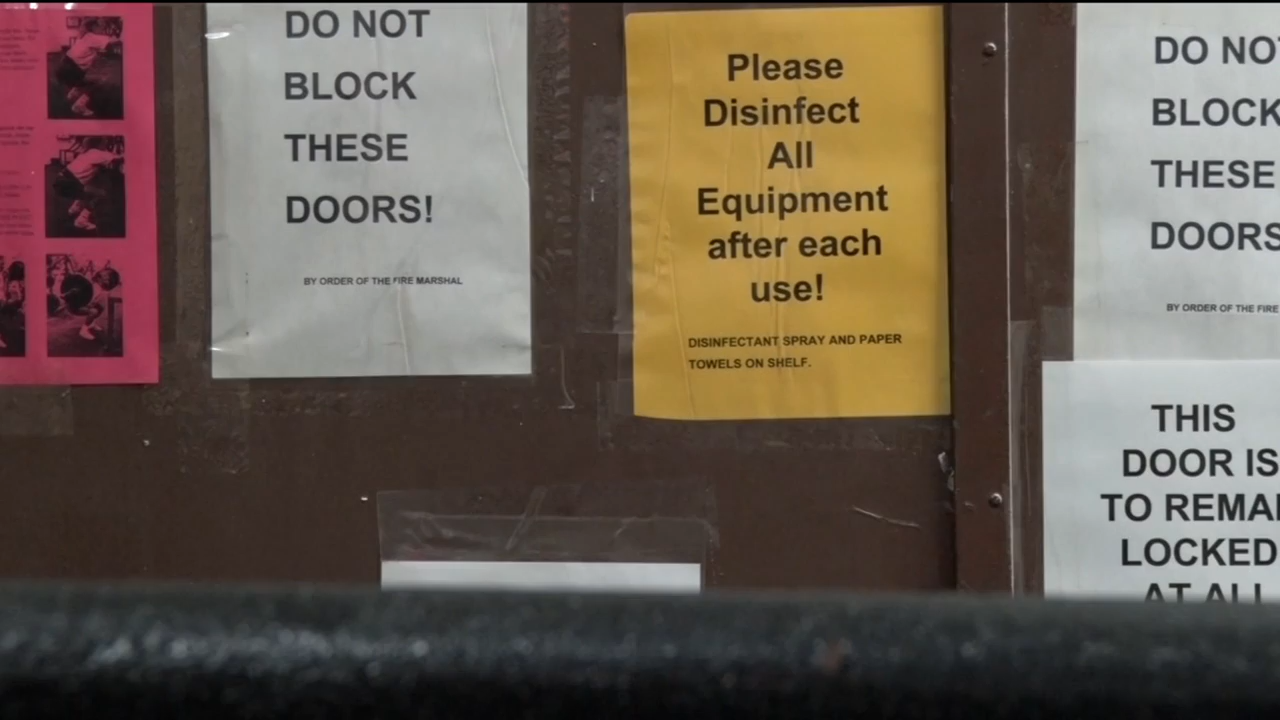 DO NOT
BLOCK
THESE
DOORS!
BY ORDER OF THE FIRE MARSHAL
Please
Disinfect
All
Equipment
after each
use!
DISINFECTANT SPRAY AND PAPER
TOWELS ON SHELF.
DO NOT
BLOCK
THESE
DOORS
BY ORDER OF THE FIRE
THIS
DOOR IS
TO REMAI
LOCKED
AT ALL